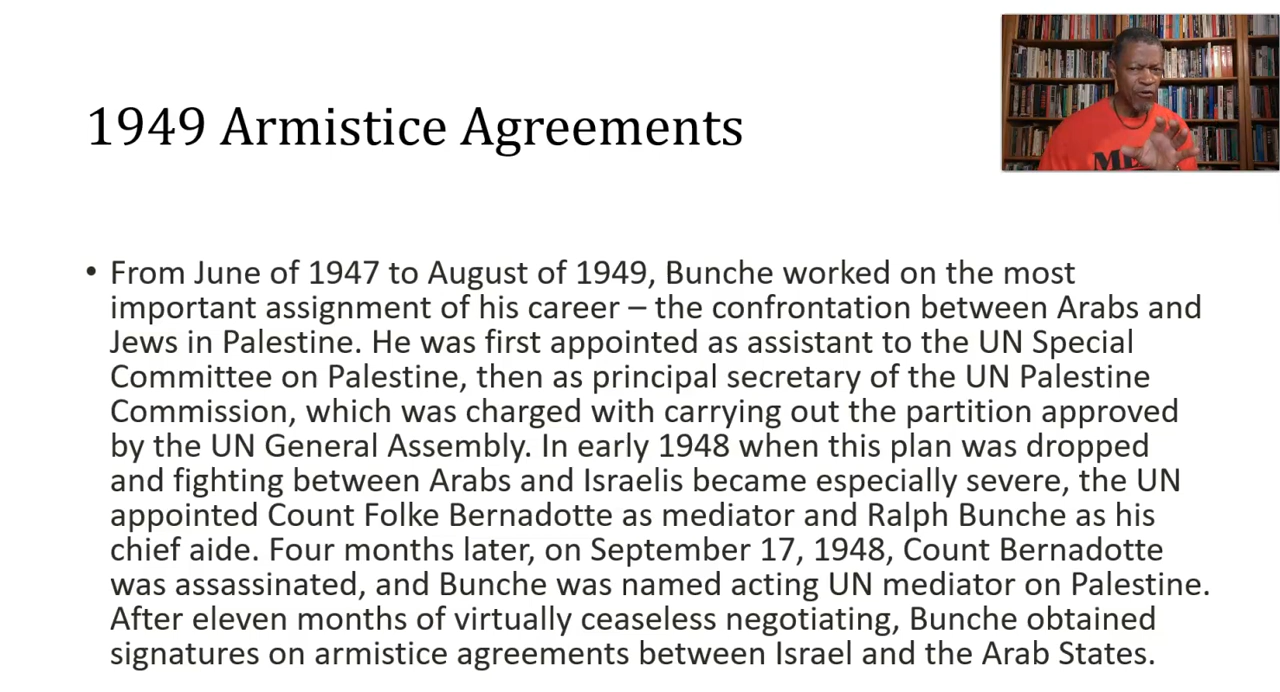 1949 Armistice Agreements
• From June of 1947 to August of 1949, Bunche worked on the most
important assignment of his career – the confrontation between Arabs and
Jews in Palestine. He was first appointed as assistant to the UN Special
Committee on Palestine, then as principal secretary of the UN Palestine
Commission, which was charged with carrying out the partition approved
by the UN General Assembly. In early 1948 when this plan was dropped
and fighting between Arabs and Israelis became especially severe, the UN
appointed Count Folke Bernadotte as mediator and Ralph Bunche as his
chief aide. Four months later, on September 17, 1948, Count Bernadotte
was assassinated, and Bunche was named acting UN mediator on Palestine.
After eleven months of virtually ceaseless negotiating, Bunche obtained
signatures on armistice agreements between Israel and the Arab States.